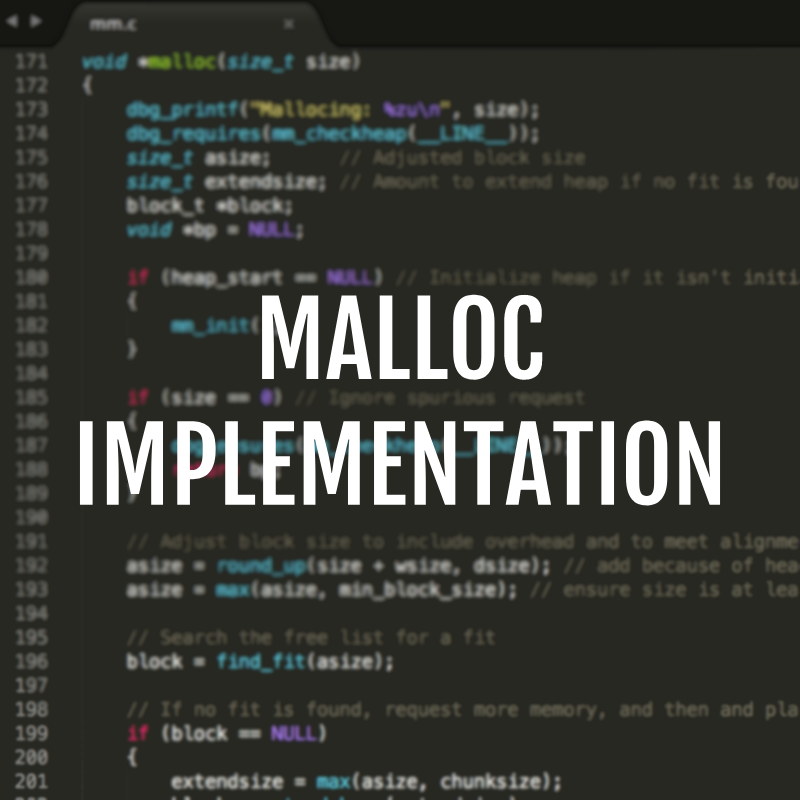 mm.c ×
171 void *malloc(size_t size)
172 {
173 dbg_printf("Mallocing: %zu\n", size);
174 dbg_requires(mm_checkheap(__LINE__));
175 size_t asize; // Adjusted block size
176 size_t extendsize; // Amount to extend heap if no fit is fou
177 block_t *block;
178 void *bp = NULL;
179
180 if (heap_start == NULL) // Initialize heap if it isn't initi
181 {
182 mm_init(
183 }
184
185 if (size == 0) // Ignore spurious request
186 {
187
188
189 }
190
191 // Adjust block size to include overhead and to meet alignme
192 asize = round_up(size + wsize, dsize); // add because of hea
193 asize = max(asize, min_block_size); // ensure size is at lea
194
195 // Search the free list for a fit
196 block = find_fit(asize);
197
198 // If no fit is found, request more memory, and then and pla
199 if (block == NULL)
200 {
201 extendsize = max(asize, chunksize);
MALLOC
IMPLEMENTATION